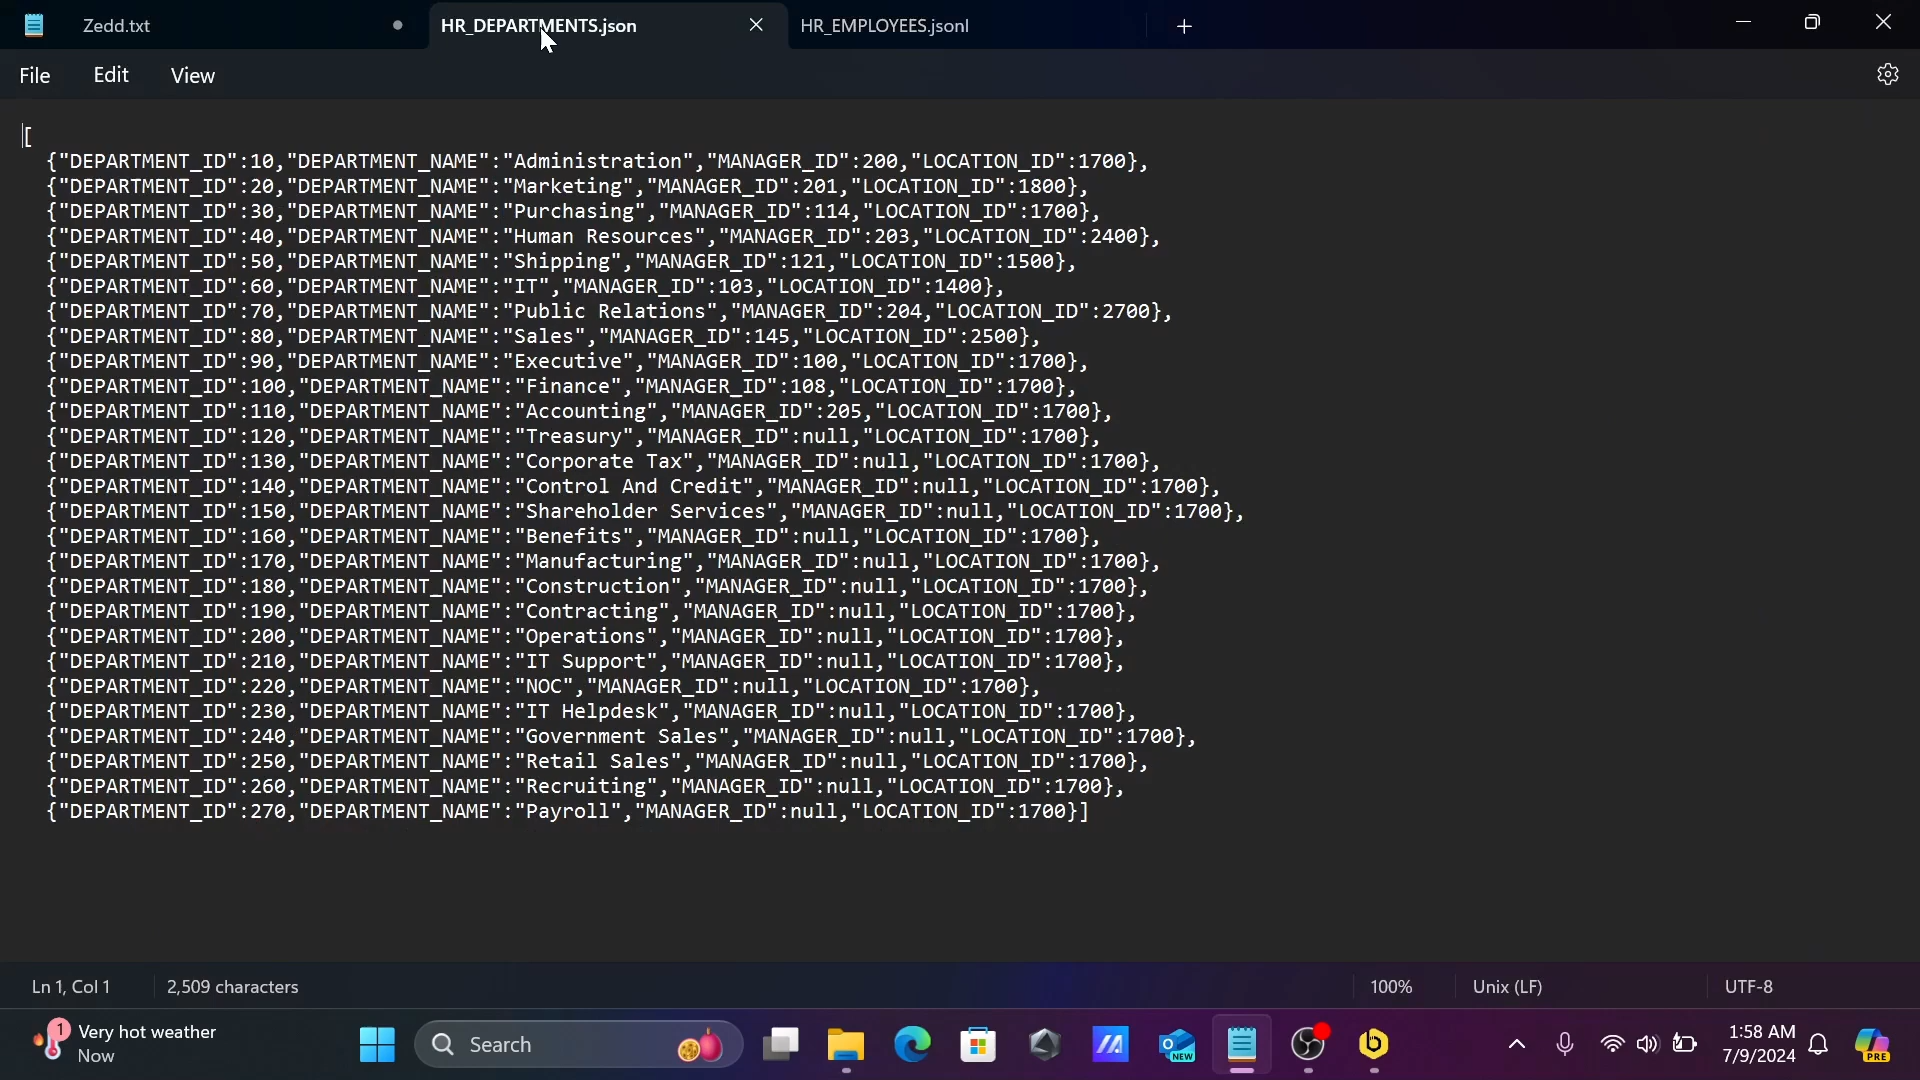 Zedd.txt HR_DEPARTMENTS.json HR_EMPLOYEES.jsonl
File Edit View
[
{"DEPARTMENT_ID":10,"DEPARTMENT_NAME":"Administration","MANAGER_ID":200,"LOCATION_ID":1700},
{"DEPARTMENT_ID":20,"DEPARTMENT_NAME":"Marketing","MANAGER_ID":201,"LOCATION_ID":1800},
{"DEPARTMENT_ID":30,"DEPARTMENT_NAME":"Purchasing","MANAGER_ID":114,"LOCATION_ID":1700},
{"DEPARTMENT_ID":40,"DEPARTMENT_NAME":"Human Resources","MANAGER_ID":203,"LOCATION_ID":2400},
{"DEPARTMENT_ID":50,"DEPARTMENT_NAME":"Shipping","MANAGER_ID":121,"LOCATION_ID":1500},
{"DEPARTMENT_ID":60,"DEPARTMENT_NAME":"IT","MANAGER_ID":103,"LOCATION_ID":1400},
{"DEPARTMENT_ID":70,"DEPARTMENT_NAME":"Public Relations","MANAGER_ID":204,"LOCATION_ID":2700},
{"DEPARTMENT_ID":80,"DEPARTMENT_NAME":"Sales","MANAGER_ID":145,"LOCATION_ID":2500},
{"DEPARTMENT_ID":90,"DEPARTMENT_NAME":"Executive","MANAGER_ID":100,"LOCATION_ID":1700},
{"DEPARTMENT_ID":100,"DEPARTMENT_NAME":"Finance","MANAGER_ID":108,"LOCATION_ID":1700},
{"DEPARTMENT_ID":110,"DEPARTMENT_NAME":"Accounting","MANAGER_ID":205,"LOCATION_ID":1700},
{"DEPARTMENT_ID":120,"DEPARTMENT_NAME":"Treasury","MANAGER_ID":null,"LOCATION_ID":1700},
{"DEPARTMENT_ID":130,"DEPARTMENT_NAME":"Corporate Tax","MANAGER_ID":null,"LOCATION_ID":1700},
{"DEPARTMENT_ID":140,"DEPARTMENT_NAME":"Control And Credit","MANAGER_ID":null,"LOCATION_ID":1700},
{"DEPARTMENT_ID":150,"DEPARTMENT_NAME":"Shareholder Services","MANAGER_ID":null,"LOCATION_ID":1700},
{"DEPARTMENT_ID":160,"DEPARTMENT_NAME":"Benefits","MANAGER_ID":null,"LOCATION_ID":1700},
{"DEPARTMENT_ID":170,"DEPARTMENT_NAME":"Manufacturing","MANAGER_ID":null,"LOCATION_ID":1700},
{"DEPARTMENT_ID":180,"DEPARTMENT_NAME":"Construction","MANAGER_ID":null,"LOCATION_ID":1700},
{"DEPARTMENT_ID":190,"DEPARTMENT_NAME":"Contracting","MANAGER_ID":null,"LOCATION_ID":1700},
{"DEPARTMENT_ID":200,"DEPARTMENT_NAME":"Operations","MANAGER_ID":null,"LOCATION_ID":1700},
{"DEPARTMENT_ID":210,"DEPARTMENT_NAME":"IT Support","MANAGER_ID":null,"LOCATION_ID":1700},
{"DEPARTMENT_ID":220,"DEPARTMENT_NAME":"NOC","MANAGER_ID":null,"LOCATION_ID":1700},
{"DEPARTMENT_ID":230,"DEPARTMENT_NAME":"IT Helpdesk","MANAGER_ID":null,"LOCATION_ID":1700},
{"DEPARTMENT_ID":240,"DEPARTMENT_NAME":"Government Sales","MANAGER_ID":null,"LOCATION_ID":1700},
{"DEPARTMENT_ID":250,"DEPARTMENT_NAME":"Retail Sales","MANAGER_ID":null,"LOCATION_ID":1700},
{"DEPARTMENT_ID":260,"DEPARTMENT_NAME":"Recruiting","MANAGER_ID":null,"LOCATION_ID":1700},
{"DEPARTMENT_ID":270,"DEPARTMENT_NAME":"Payroll","MANAGER_ID":null,"LOCATION_ID":1700}]
Ln 1, Col 1 2,509 characters 100% Unix (LF) UTF-8
1 Very hot weather
Now
Search
NEW
1:58 AM
7/9/2024
PRE